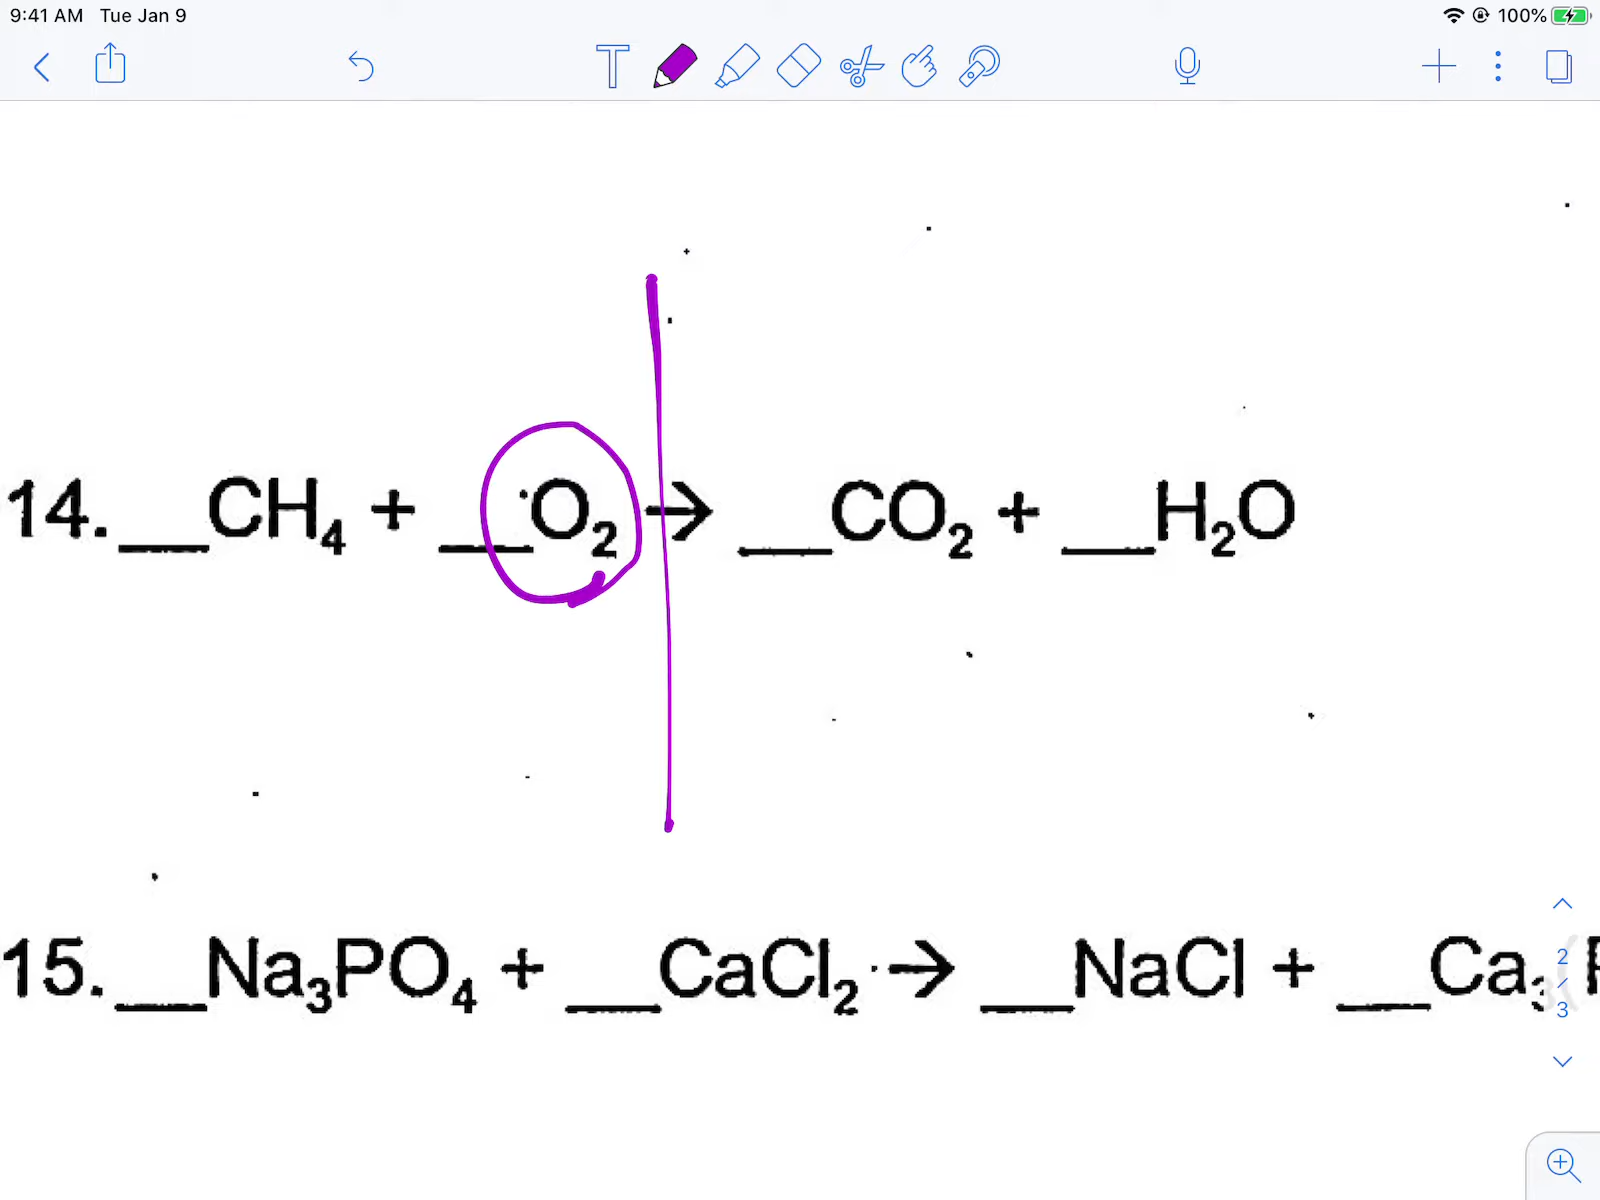 9:41 AM Tue Jan 9 100%
T
14. __CH₄ + __O₂ → __CO₂ + __H₂O
15. __Na₃PO₄ + __CaCl₂ → __NaCl + __Ca₃(P
2/3